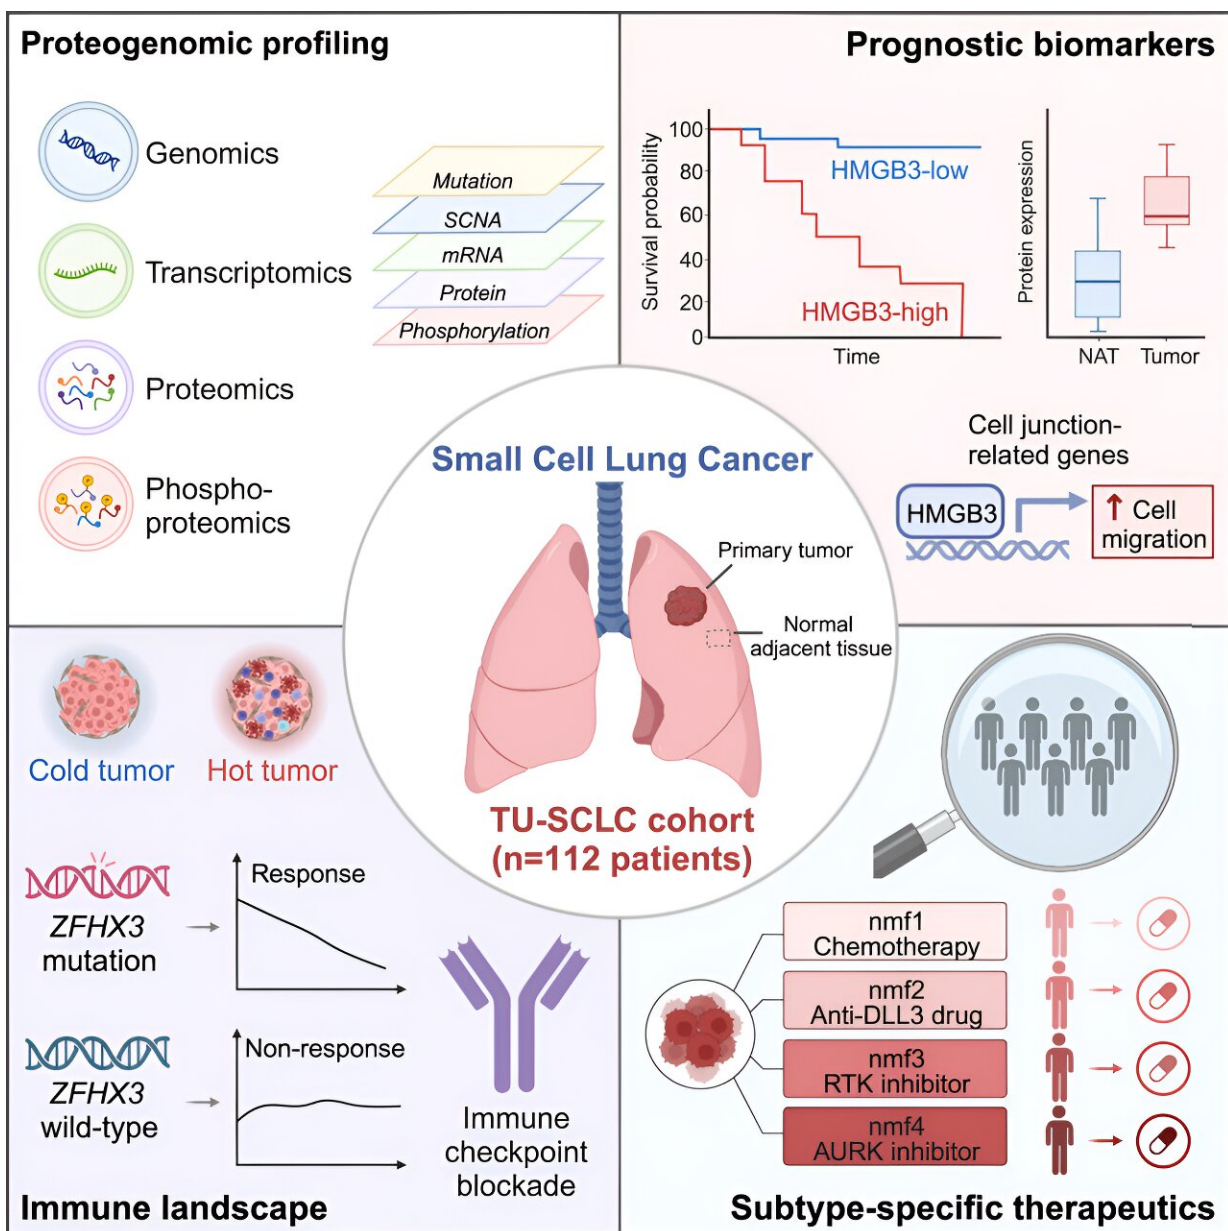 Proteogenomic profiling
Genomics
Transcriptomics
Proteomics
Phospho-
proteomics
Mutation
SCNA
mRNA
Protein
Phosphorylation
Prognostic biomarkers
Survival probability
100
80
60
40
20
0
HMGB3-low
HMGB3-high
Time
Protein expression
NAT
Tumor
Cell junction-
related genes
HMGB3
↑ Cell
migration
Small Cell Lung Cancer
Primary tumor
Normal
adjacent tissue
TU-SCLC cohort
(n=112 patients)
Cold tumor
Hot tumor
ZFHX3
mutation
Response
ZFHX3
wild-type
Non-response
Immune
checkpoint
blockade
Immune landscape
nmf1
Chemotherapy
nmf2
Anti-DLL3 drug
nmf3
RTK inhibitor
nmf4
AURK inhibitor
Subtype-specific therapeutics